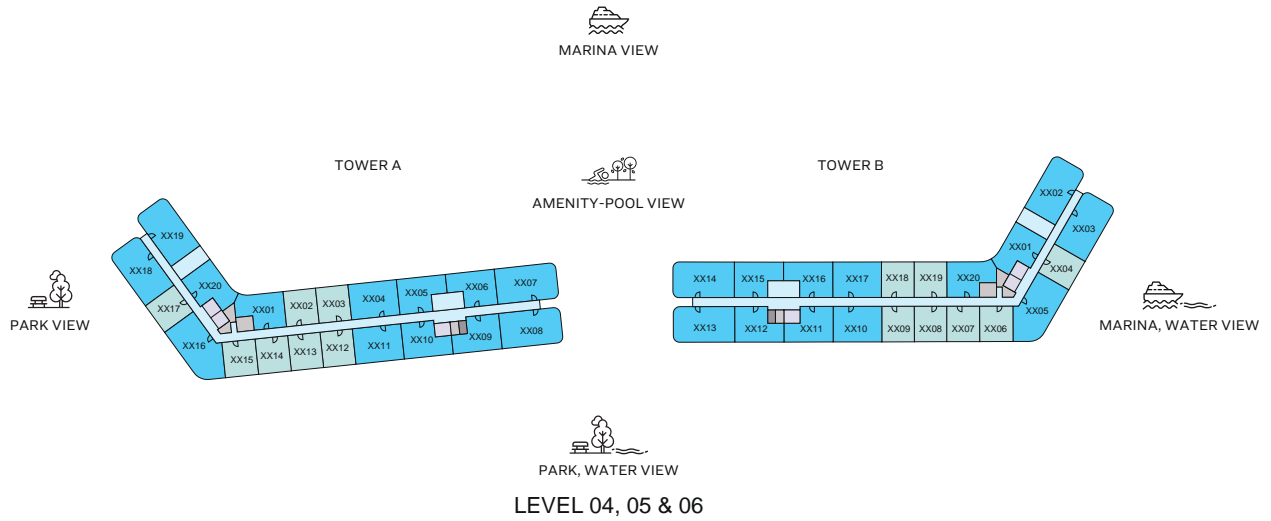 MARINA VIEW
TOWER A
TOWER B
AMENITY-POOL VIEW
PARK VIEW
MARINA, WATER VIEW
XX19
XX18
XX20
XX17
XX16
XX01
XX02
XX03
XX04
XX05
XX06
XX07
XX15
XX14
XX13
XX12
XX11
XX10
XX09
XX08
XX02
XX03
XX01
XX04
XX05
XX14
XX15
XX16
XX17
XX18
XX19
XX20
XX13
XX12
XX11
XX10
XX09
XX08
XX07
XX06
PARK, WATER VIEW
LEVEL 04, 05 & 06